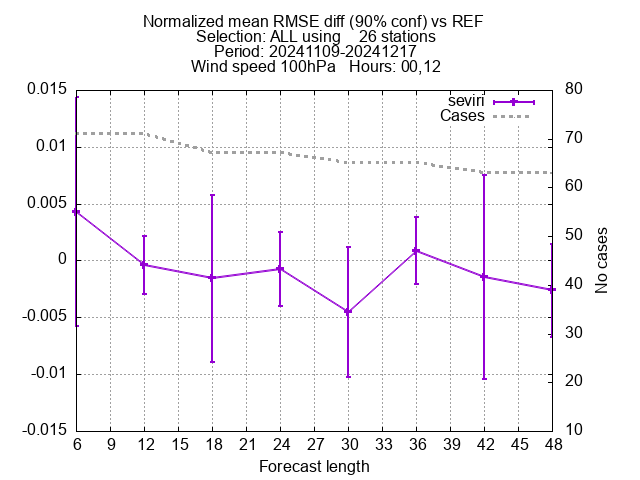 Normalized mean RMSE diff (90% conf) vs REF
Selection: ALL using    26 stations
Period: 20241109-20241217
Wind speed 100hPa   Hours: 00,12
seviri
Cases
0.015
0.01
0.005
0
-0.005
-0.01
-0.015
80
70
60
50
40
30
20
10
No cases
6 9 12 15 18 21 24 27 30 33 36 39 42 45 48
Forecast length